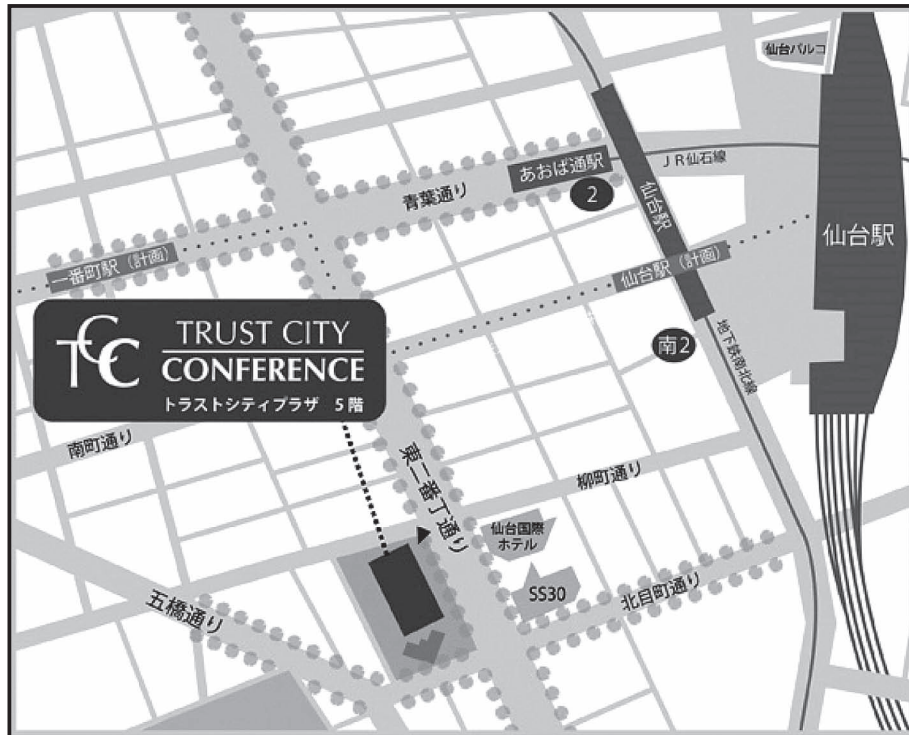 仙台パルコ
JR仙石線
あおば通駅
2
青葉通り
仙台駅
仙台駅
一番町駅（計画）
仙台駅（計画）
TCC
TRUST CITY
CONFERENCE
トラストシティプラザ 5階
南2
地下鉄南北線
南町通り
東二番丁通り
柳町通り
仙台国際
ホテル
SS30
北目町通り
五橋通り